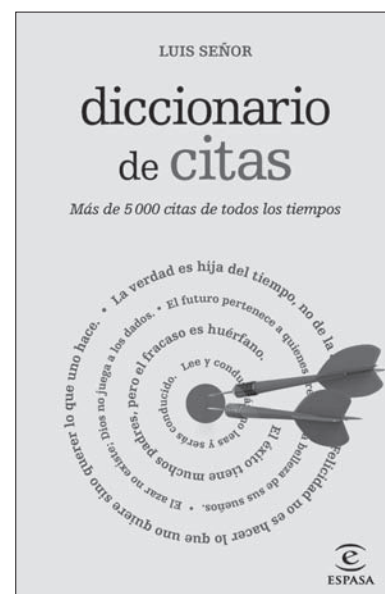 LUIS SEÑOR
diccionario
de citas
Más de 5 000 citas de todos los tiempos
La verdad es hija del tiempo, no de la
felicidad no es hacer lo que uno quiere sino querer lo que uno hace. •
El futuro pertenece a quienes
belleza de sus sueños. • El azar no existe; Dios no juega a los dados. •
El éxito tiene muchos padres, pero el fracaso es huérfano.
Lee y
no leas y serás conducido.
e
ESPASA